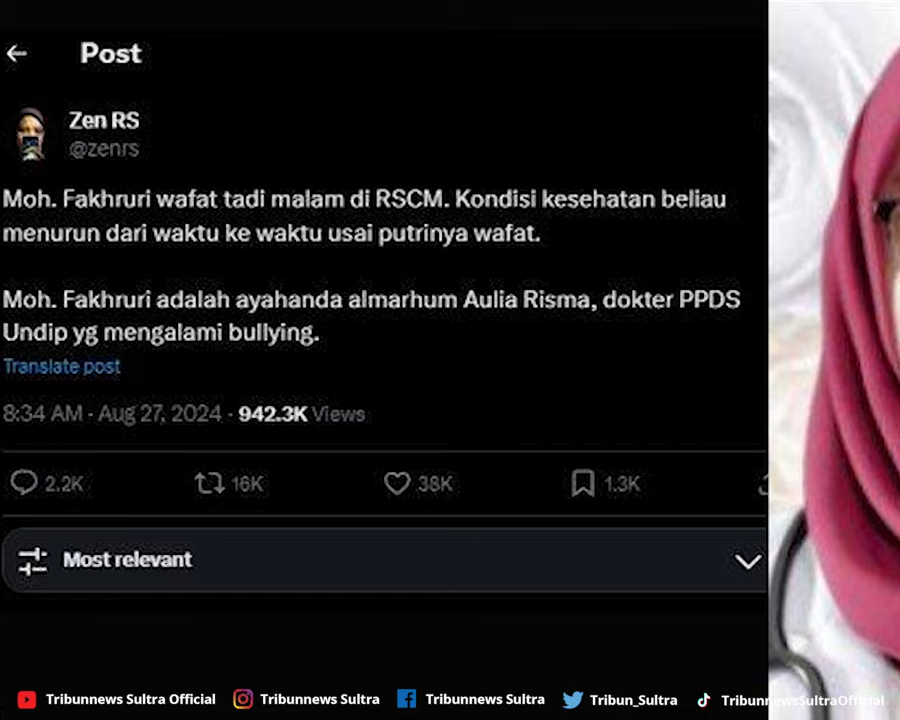 Post
Zen RS
@zenrs
Moh. Fakhruri wafat tadi malam di RSCM. Kondisi kesehatan beliau
menurun dari waktu ke waktu usai putrinya wafat.
Moh. Fakhruri adalah ayahanda almarhum Aulia Risma, dokter PPDS
Undip yg mengalami bullying.
Translate post
8:34 AM · Aug 27, 2024 · 942.3K Views
2.2K 16K 38K 1.3K
Most relevant
Tribunnews Sultra Official Tribunnews Sultra Tribunnews Sultra Tribun_Sultra TribunnewsSultraOfficial